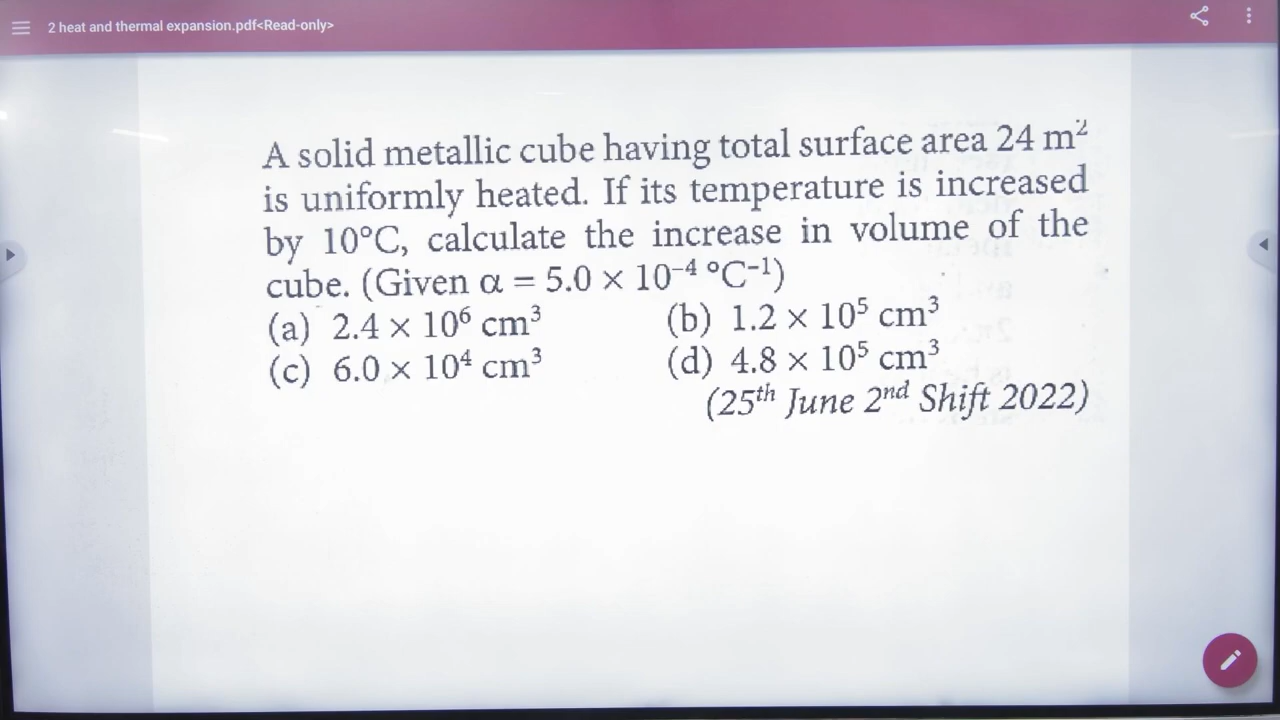 2 heat and thermal expansion.pdf<Read-only>
A solid metallic cube having total surface area 24 m²
is uniformly heated. If its temperature is increased
by 10°C, calculate the increase in volume of the
cube. (Given α = 5.0 × 10⁻⁴ °C⁻¹)
(a) 2.4 × 10⁶ cm³ (b) 1.2 × 10⁵ cm³
(c) 6.0 × 10⁴ cm³ (d) 4.8 × 10⁵ cm³
(25th June 2nd Shift 2022)